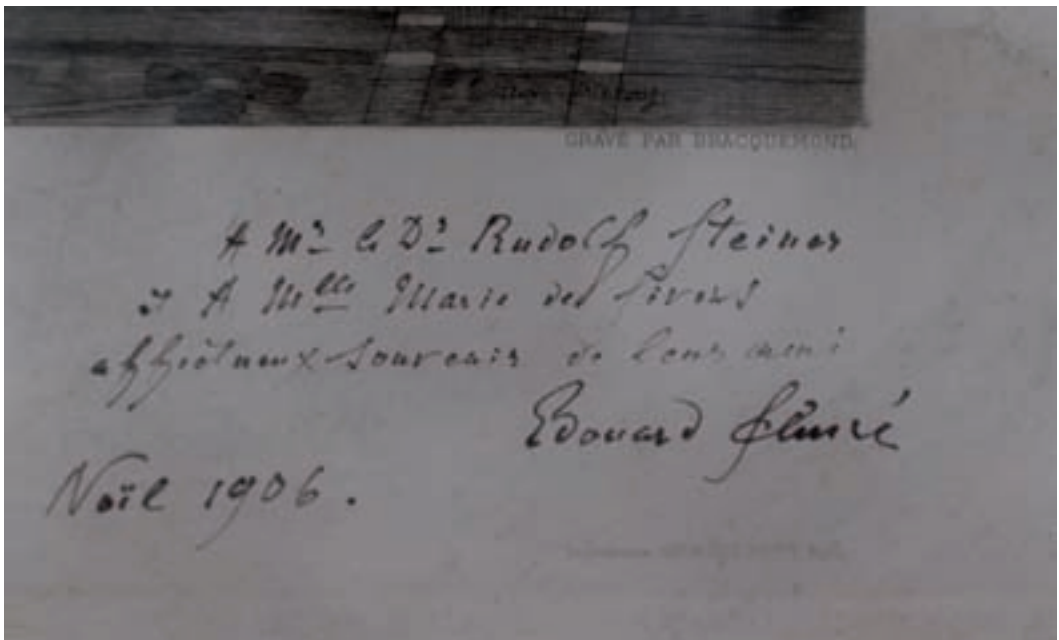 GRAVÉ PAR BRACQUEMOND
A Mr le Dr Rudolf Steiner
et A Mlle Marie de Sivers
affectueux souvenir de leur ami
Edouard Schuré
Noël 1906.